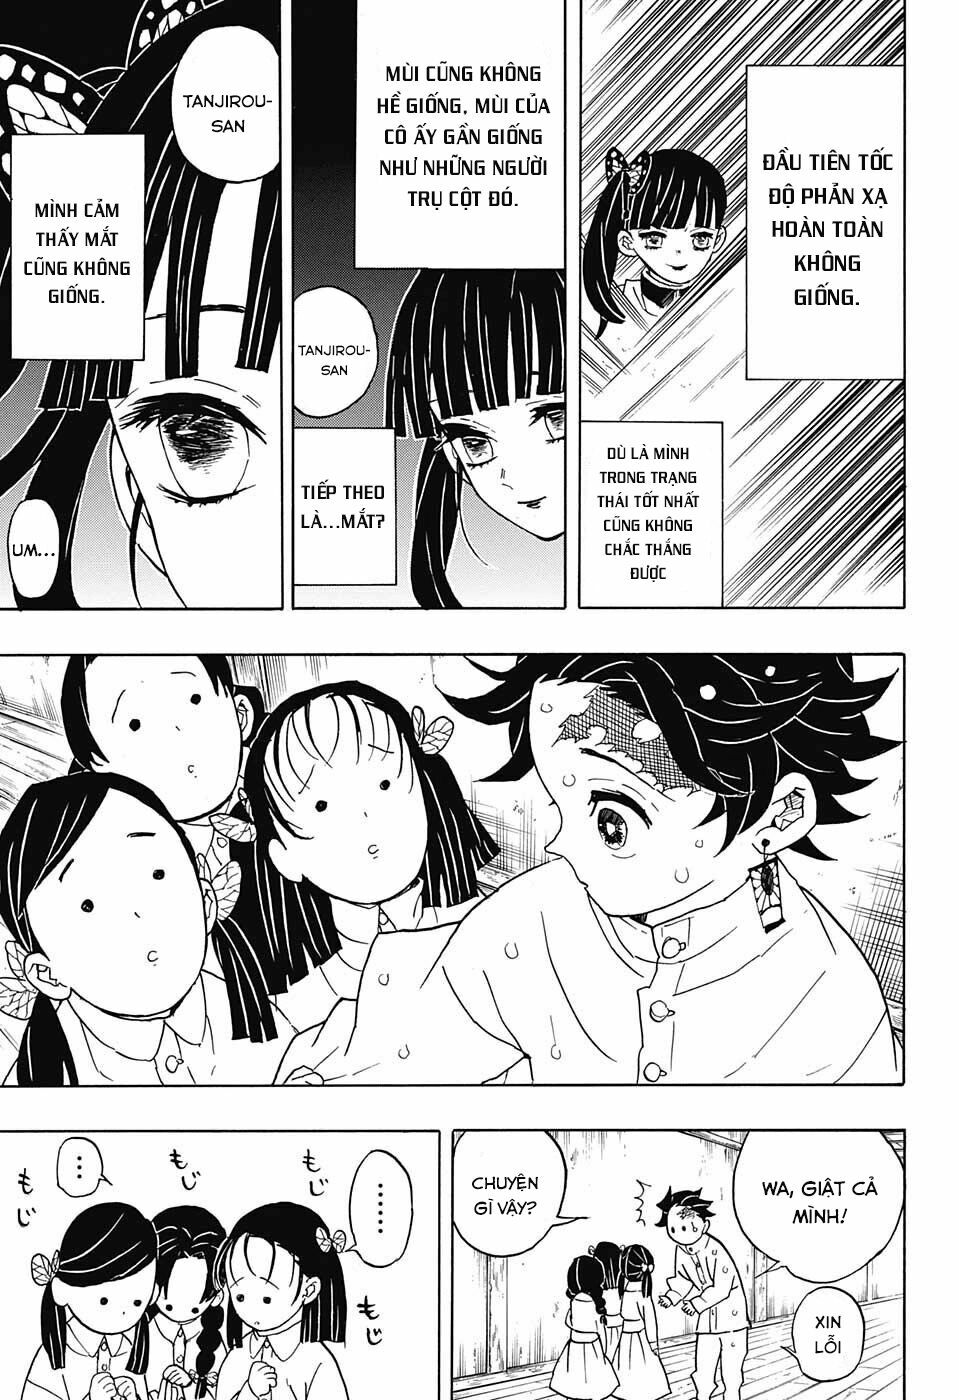 ĐẦU TIÊN TỐC
ĐỘ PHẢN XẠ
HOÀN TOÀN
KHÔNG
GIỐNG.
DÙ LÀ MÌNH
TRONG TRẠNG
THÁI TỐT NHẤT
CŨNG KHÔNG
CHẮC THẮNG
ĐƯỢC
MÙI CŨNG KHÔNG
HỀ GIỐNG, MÙI CỦA
CÔ ẤY GẦN GIỐNG
NHƯ NHỮNG NGƯỜI
TRỤ CỘT ĐÓ.
TANJIROU-
SAN
TIẾP THEO
LÀ...MẮT?
TANJIROU-
SAN
MÌNH CẢM
THẤY MẮT
CŨNG KHÔNG
GIỐNG.
UM...
WA, GIẬT CẢ
MÌNH!
CHUYỆN
GÌ VẬY?
XIN
LỖI
......
もじ
もじ
...
もじ
もじ